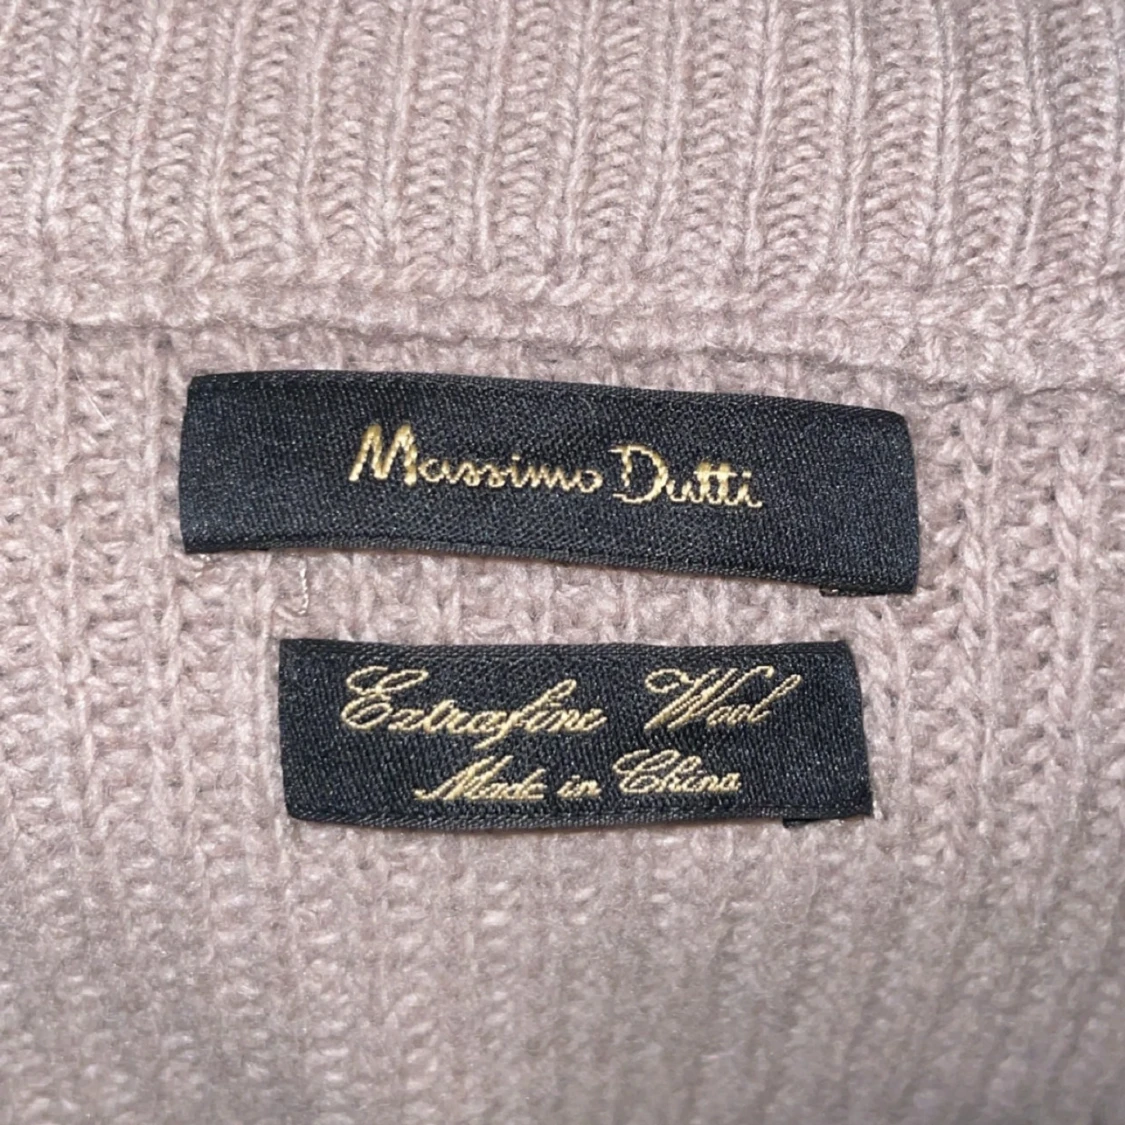 Massimo Dutti
Extrafine Wool
Made in China